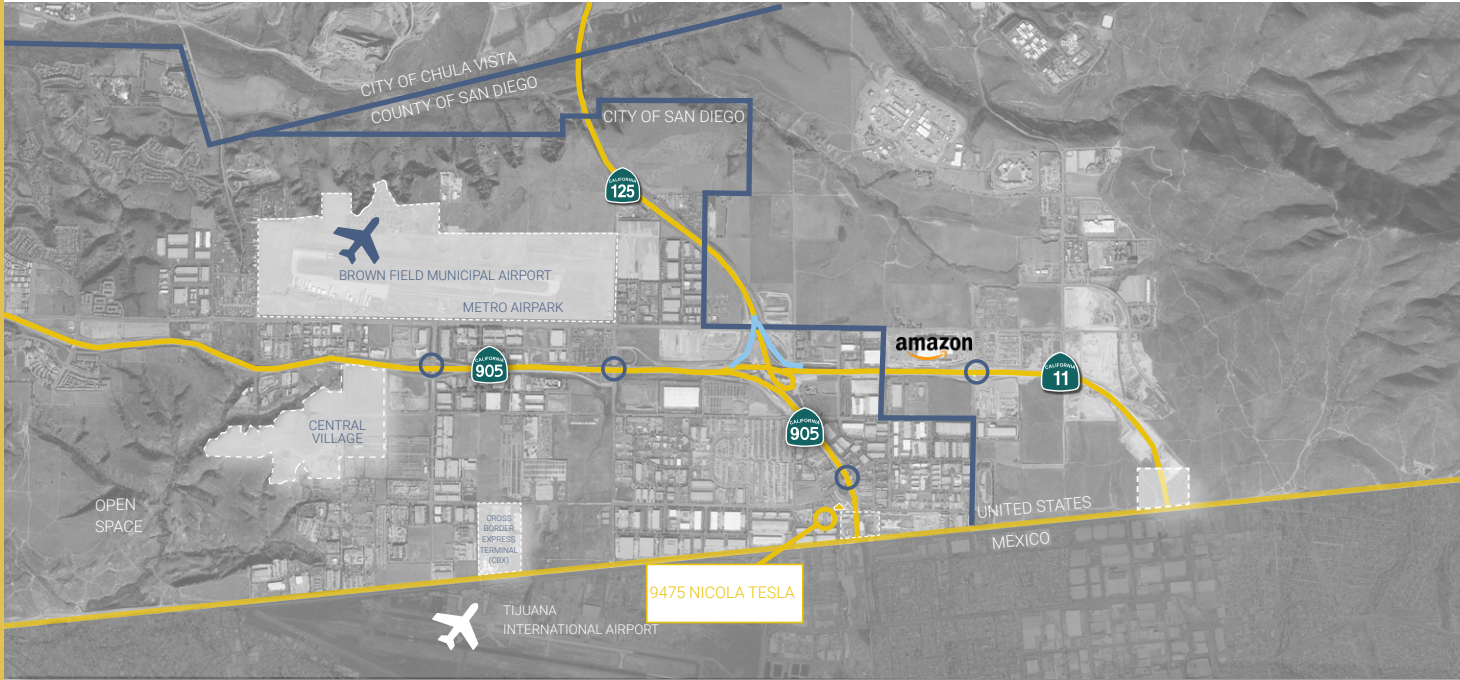 CITY OF CHULA VISTA
COUNTY OF SAN DIEGO
CITY OF SAN DIEGO
CALIFORNIA
125
BROWN FIELD MUNICIPAL AIRPORT
METRO AIRPARK
amazon
CALIFORNIA
905
CALIFORNIA
11
CALIFORNIA
905
CENTRAL
VILLAGE
OPEN
SPACE
CROSS
BORDER
EXPRESS
TERMINAL
(CBX)
UNITED STATES
MEXICO
9475 NICOLA TESLA
TIJUANA
INTERNATIONAL AIRPORT